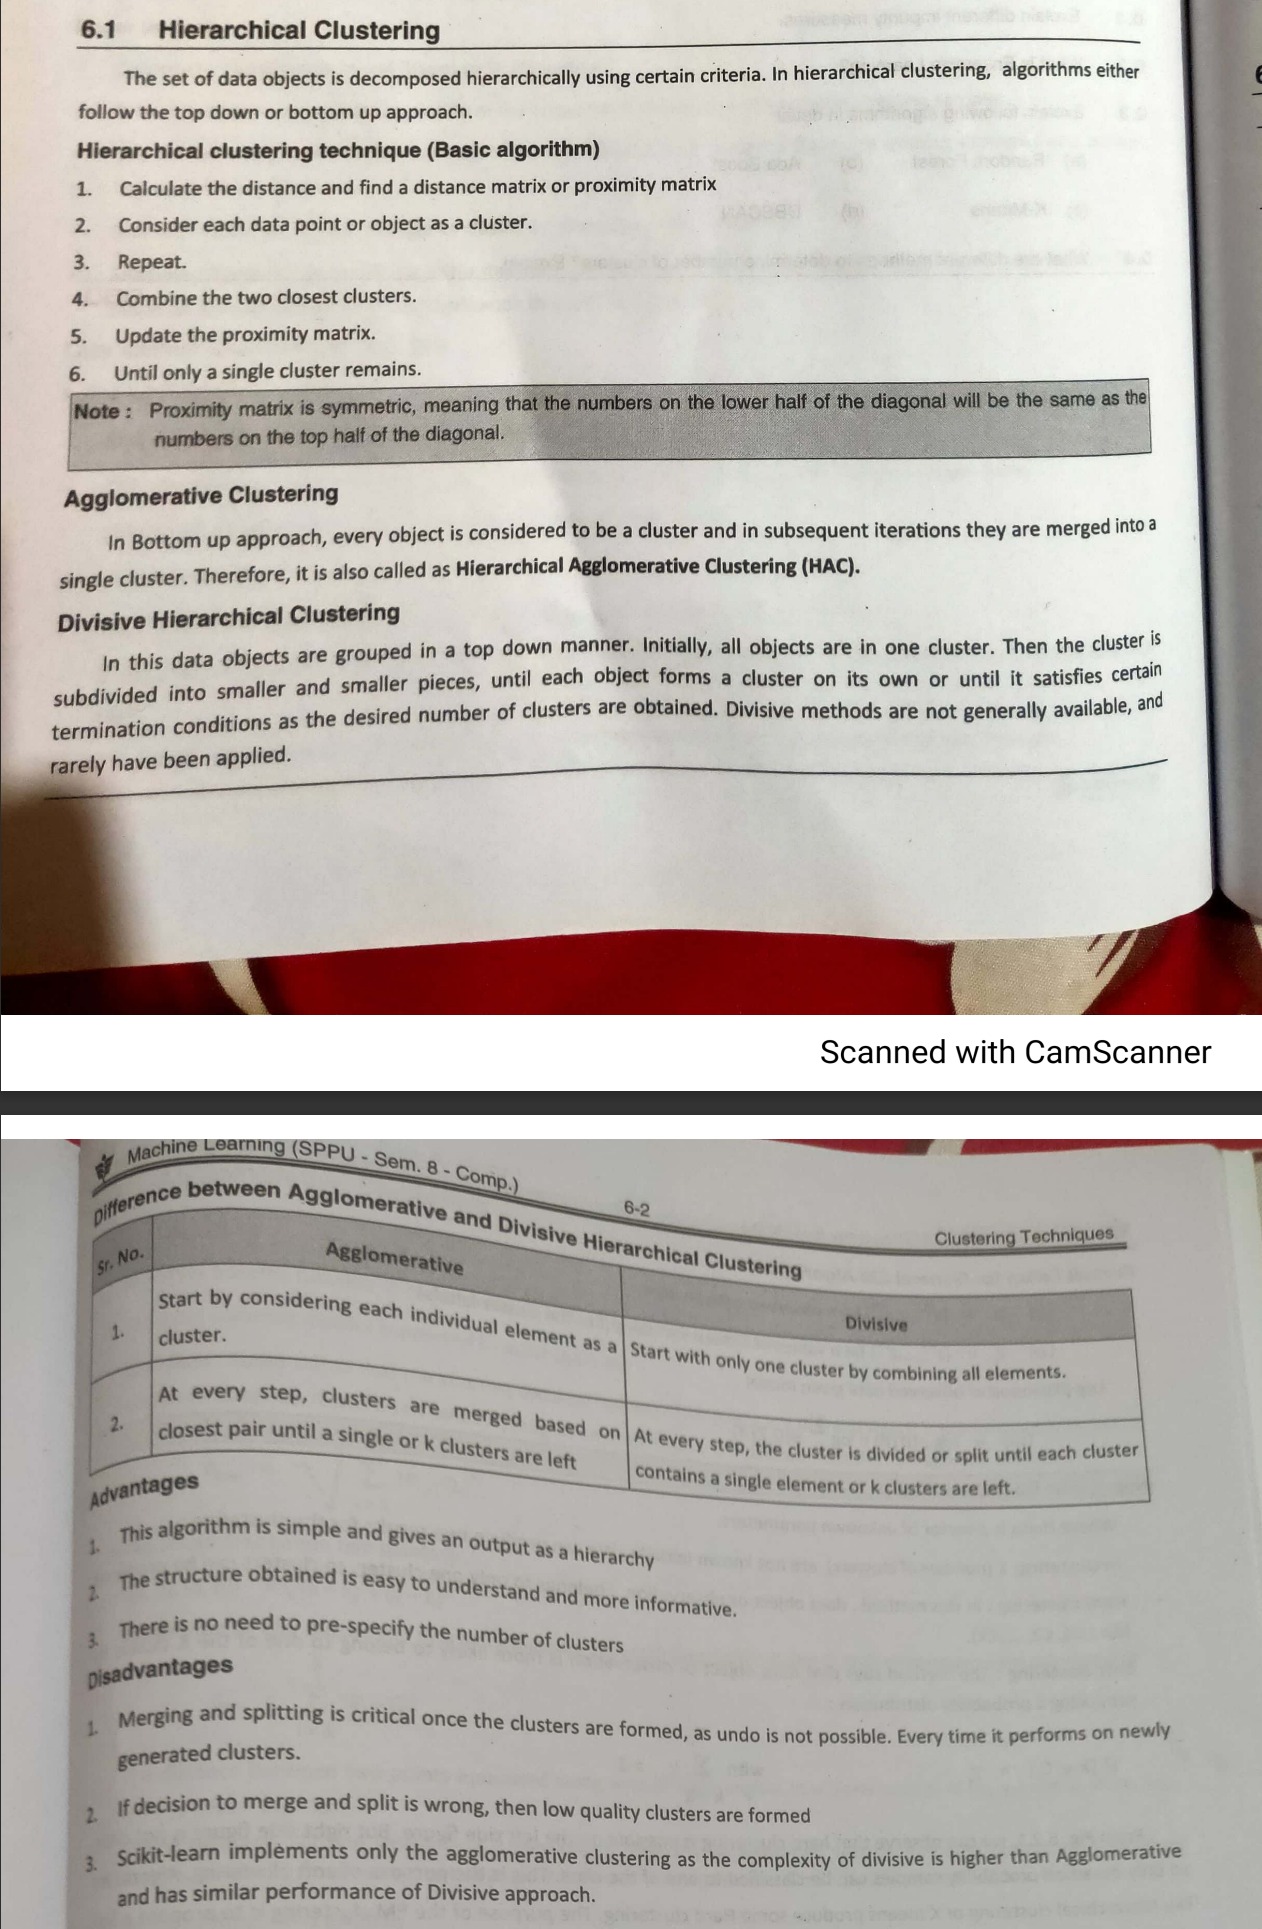 6.1 Hierarchical Clustering
The set of data objects is decomposed hierarchically using certain criteria. In hierarchical clustering, algorithms either
follow the top down or bottom up approach.
Hierarchical clustering technique (Basic algorithm)
1. Calculate the distance and find a distance matrix or proximity matrix
2. Consider each data point or object as a cluster.
3. Repeat.
4. Combine the two closest clusters.
5. Update the proximity matrix.
6. Until only a single cluster remains.
Note : Proximity matrix is symmetric, meaning that the numbers on the lower half of the diagonal will be the same as the
numbers on the top half of the diagonal.
Agglomerative Clustering
In Bottom up approach, every object is considered to be a cluster and in subsequent iterations they are merged into a
single cluster. Therefore, it is also called as Hierarchical Agglomerative Clustering (HAC).
Divisive Hierarchical Clustering
In this data objects are grouped in a top down manner. Initially, all objects are in one cluster. Then the cluster is
subdivided into smaller and smaller pieces, until each object forms a cluster on its own or until it satisfies certain
termination conditions as the desired number of clusters are obtained. Divisive methods are not generally available, and
rarely have been applied.
Scanned with CamScanner
Machine Learning (SPPU - Sem. 8 - Comp.) 6-2 Clustering Techniques
Difference between Agglomerative and Divisive Hierarchical Clustering
Sr. No. Agglomerative Divisive
1. Start by considering each individual element as a Start with only one cluster by combining all elements.
cluster.
2. At every step, clusters are merged based on At every step, the cluster is divided or split until each cluster
closest pair until a single or k clusters are left contains a single element or k clusters are left.
Advantages
1. This algorithm is simple and gives an output as a hierarchy
2. The structure obtained is easy to understand and more informative.
3. There is no need to pre-specify the number of clusters
Disadvantages
1. Merging and splitting is critical once the clusters are formed, as undo is not possible. Every time it performs on newly
generated clusters.
2. If decision to merge and split is wrong, then low quality clusters are formed
3. Scikit-learn implements only the agglomerative clustering as the complexity of divisive is higher than Agglomerative
and has similar performance of Divisive approach.